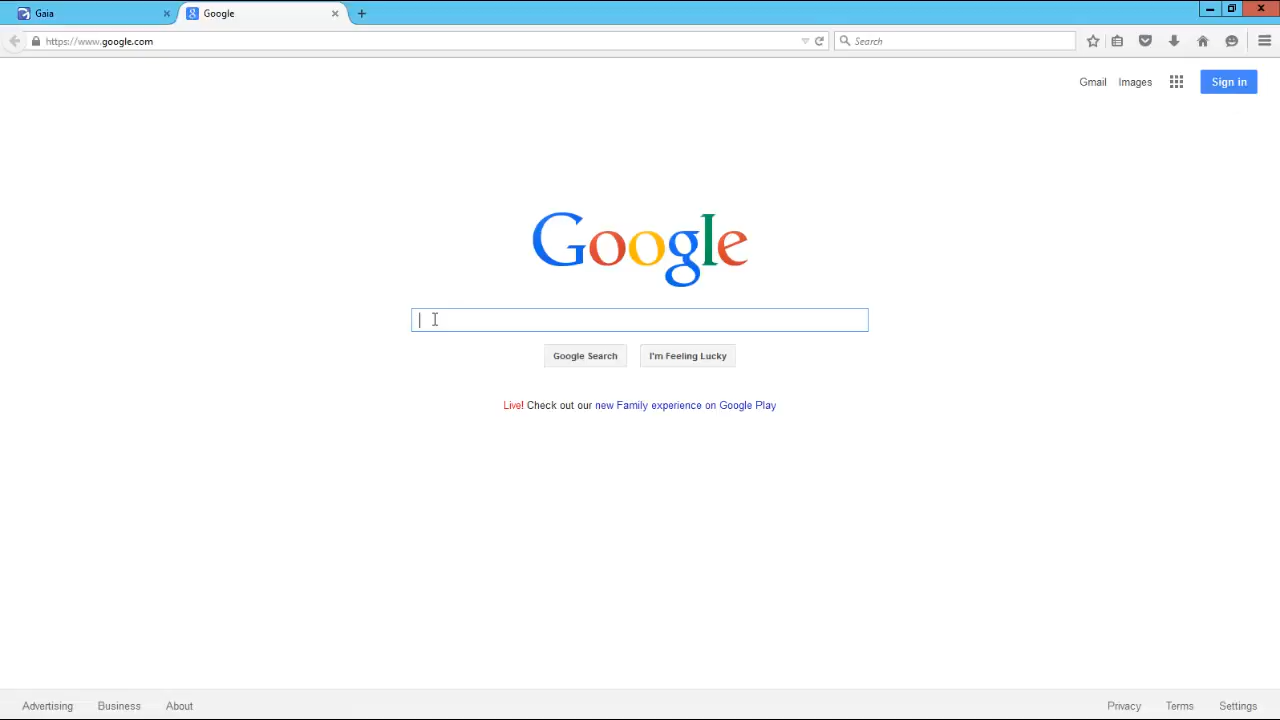 Gaia
Google
https://www.google.com
Search
Gmail Images Sign in
Google
Google Search I'm Feeling Lucky
Live! Check out our new Family experience on Google Play
Advertising Business About Privacy Terms Settings